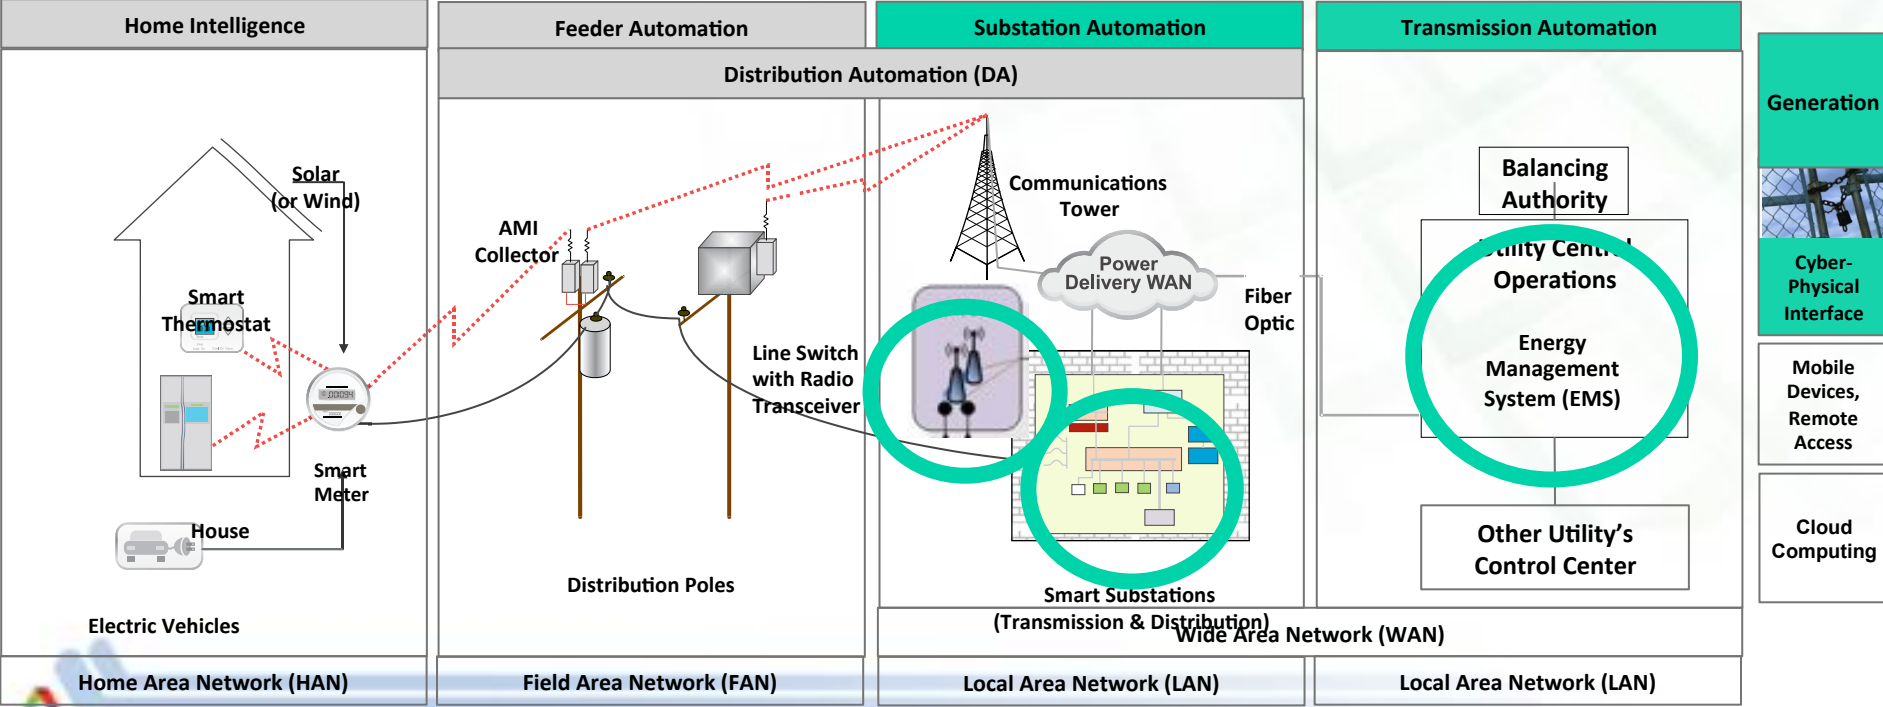 Home Intelligence
Feeder Automation
Substation Automation
Transmission Automation
Distribution Automation (DA)
Generation
Solar
(or Wind)
AMI
Collector
Communications
Tower
Balancing
Authority
Power
Delivery WAN
Utility Central
Operations
Cyber-
Physical
Interface
Smart
Thermostat
Fiber
Optic
Line Switch
with Radio
Transceiver
Energy
Management
System (EMS)
Mobile
Devices,
Remote
Access
Smart
Meter
House
Other Utility's
Control Center
Cloud
Computing
Distribution Poles
Smart Substations
(Transmission & Distribution)
Electric Vehicles
Wide Area Network (WAN)
Home Area Network (HAN)
Field Area Network (FAN)
Local Area Network (LAN)
Local Area Network (LAN)